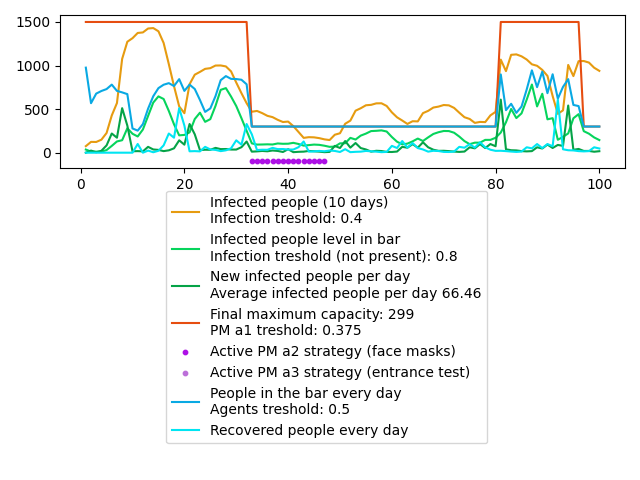 1500
1000
500
0
0
20
40
60
80
100
Infected people (10 days)
Infection treshold: 0.4
Infected people level in bar
Infection treshold (not present): 0.8
New infected people per day
Average infected people per day 66.46
Final maximum capacity: 299
PM a1 treshold: 0.375
Active PM a2 strategy (face masks)
Active PM a3 strategy (entrance test)
People in the bar every day
Agents treshold: 0.5
Recovered people every day